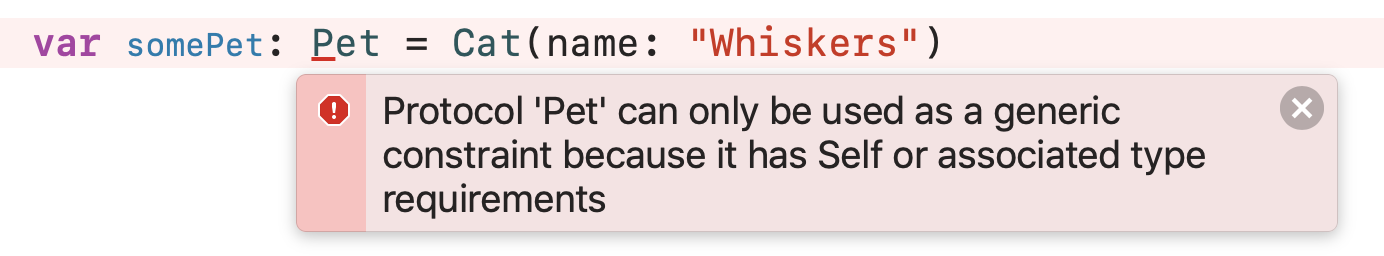 var somePet: Pet = Cat(name: "Whiskers")
Protocol 'Pet' can only be used as a generic
constraint because it has Self or associated type
requirements